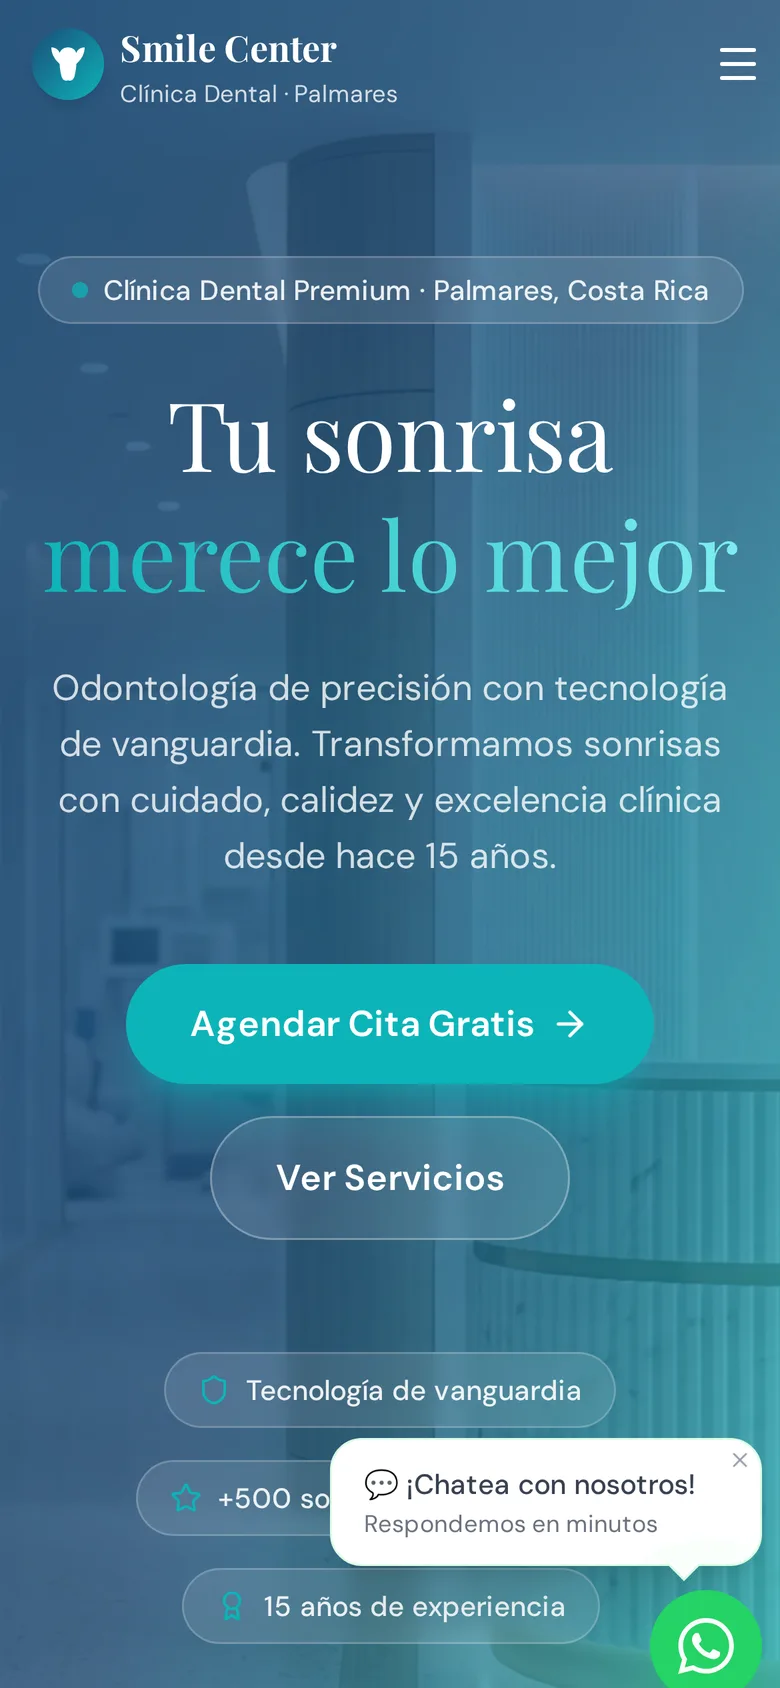 Smile Center
Clínica Dental · Palmares
Clínica Dental Premium · Palmares, Costa Rica
Tu sonrisa
merece lo mejor
Odontología de precisión con tecnología
de vanguardia. Transformamos sonrisas
con cuidado, calidez y excelencia clínica
desde hace 15 años.
Agendar Cita Gratis →
Ver Servicios
Tecnología de vanguardia
+500
💬 ¡Chatea con nosotros!
Respondemos en minutos
15 años de experiencia